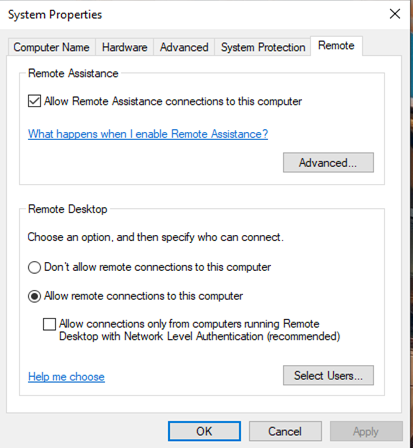 System Properties
Computer Name
Hardware
Advanced
System Protection
Remote
Remote Assistance
Allow Remote Assistance connections to this computer
What happens when I enable Remote Assistance?
Advanced...
Remote Desktop
Choose an option, and then specify who can connect.
Don't allow remote connections to this computer
Allow remote connections to this computer
Allow connections only from computers running Remote
Desktop with Network Level Authentication (recommended)
Help me choose
Select Users...
OK
Cancel
Apply